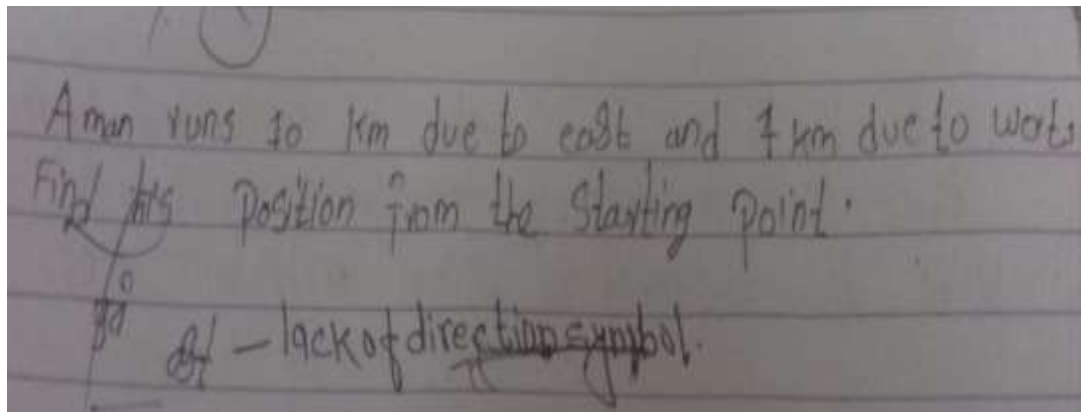 A man runs 10 km due to east and 7 km due to
Find his position from the starting point.
- lack of direction symbol.